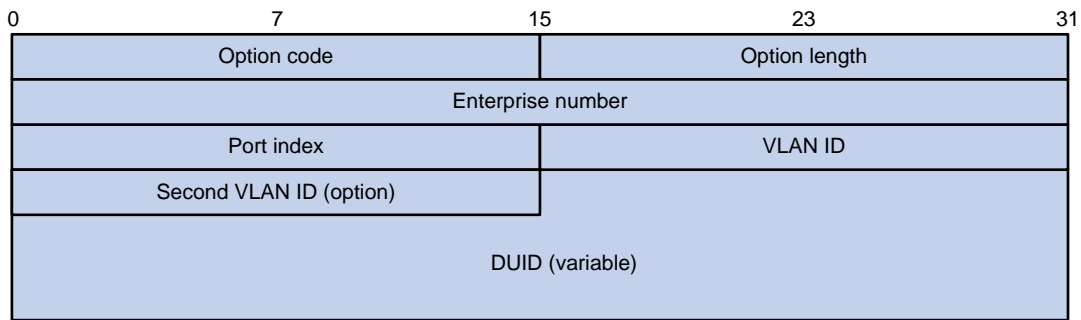 0 7 15 23 31
Option code Option length
Enterprise number
Port index VLAN ID
Second VLAN ID (option)
DUID (variable)